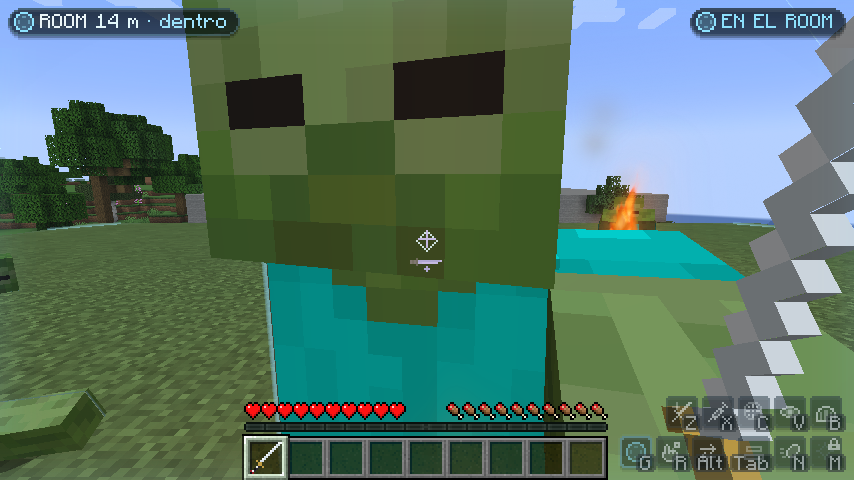 ROOM 14 m · dentro
EN EL ROOM
Z X C V B
G R Alt Tab N M